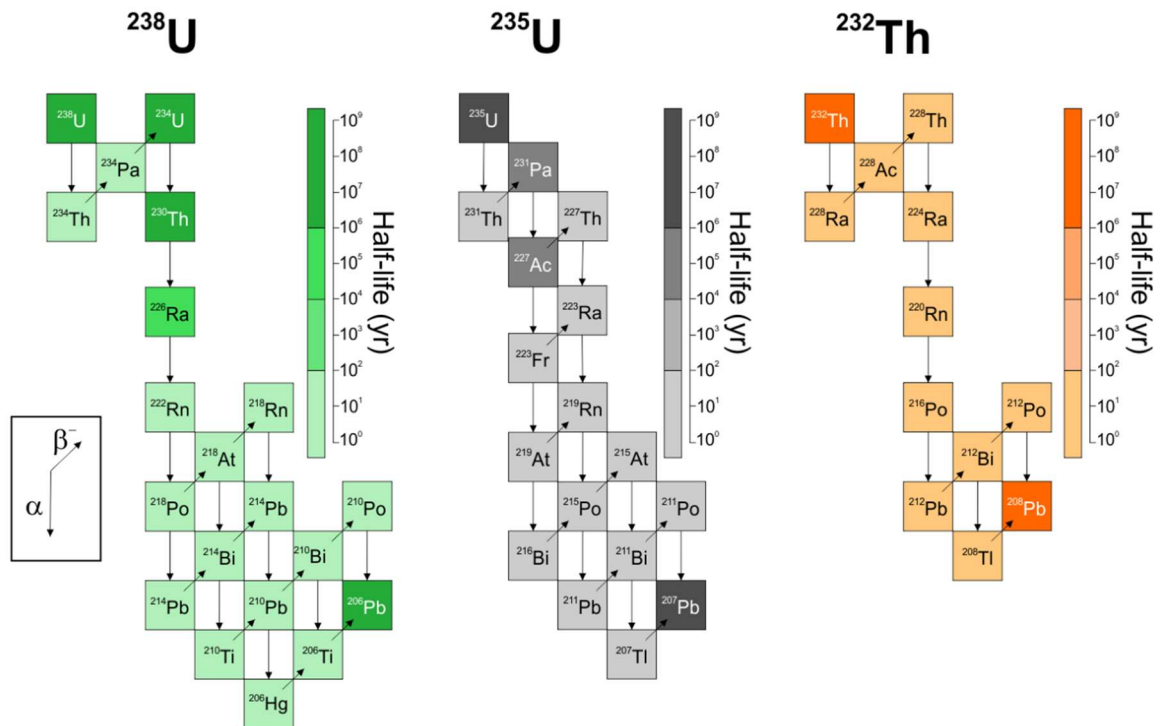 ²³⁸U
²³⁸U ²³⁴U
²³⁴Pa
²³⁴Th ²³⁰Th
²²⁶Ra
²²²Rn ²¹⁸Rn
²¹⁸At
²¹⁸Po ²¹⁴Pb ²¹⁰Po
²¹⁴Bi ²¹⁰Bi
²¹⁴Pb ²¹⁰Pb ²⁰⁶Pb
²¹⁰Ti ²⁰⁶Ti
²⁰⁶Hg
10⁹
10⁸
10⁷
10⁶
10⁵
10⁴
10³
10²
10¹
10⁰
Half-life (yr)
β⁻
α
²³⁵U
²³⁵U
²³¹Pa
²³¹Th ²²⁷Th
²²⁷Ac
²²³Ra
²²³Fr
²¹⁹Rn
²¹⁹At ²¹⁵At
²¹⁵Po ²¹¹Po
²¹⁶Bi ²¹¹Bi
²¹¹Pb ²⁰⁷Pb
²⁰⁷Tl
10⁹
10⁸
10⁷
10⁶
10⁵
10⁴
10³
10²
10¹
10⁰
Half-life (yr)
²³²Th
²³²Th ²²⁸Th
²²⁸Ac
²²⁸Ra ²²⁴Ra
²²⁰Rn
²¹⁶Po ²¹²Po
²¹²Bi
²¹²Pb ²⁰⁸Pb
²⁰⁸Tl
10⁹
10⁸
10⁷
10⁶
10⁵
10⁴
10³
10²
10¹
10⁰
Half-life (yr)